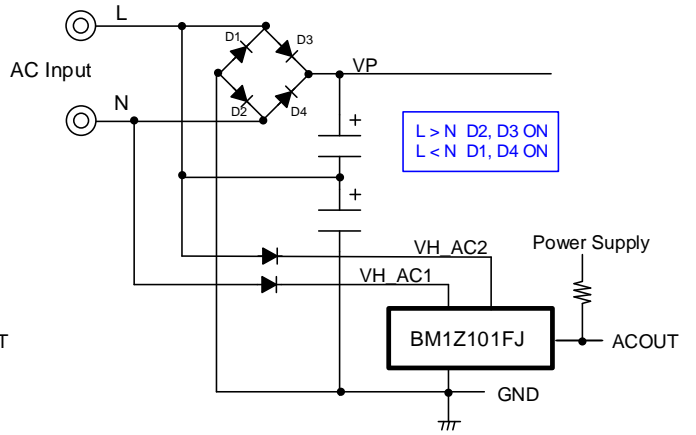 L
D1
D3
AC Input
VP
N
D2
D4
+
L > N D2, D3 ON
L < N D1, D4 ON
+
VH_AC2
Power Supply
VH_AC1
T
BM1Z101FJ
ACOUT
GND